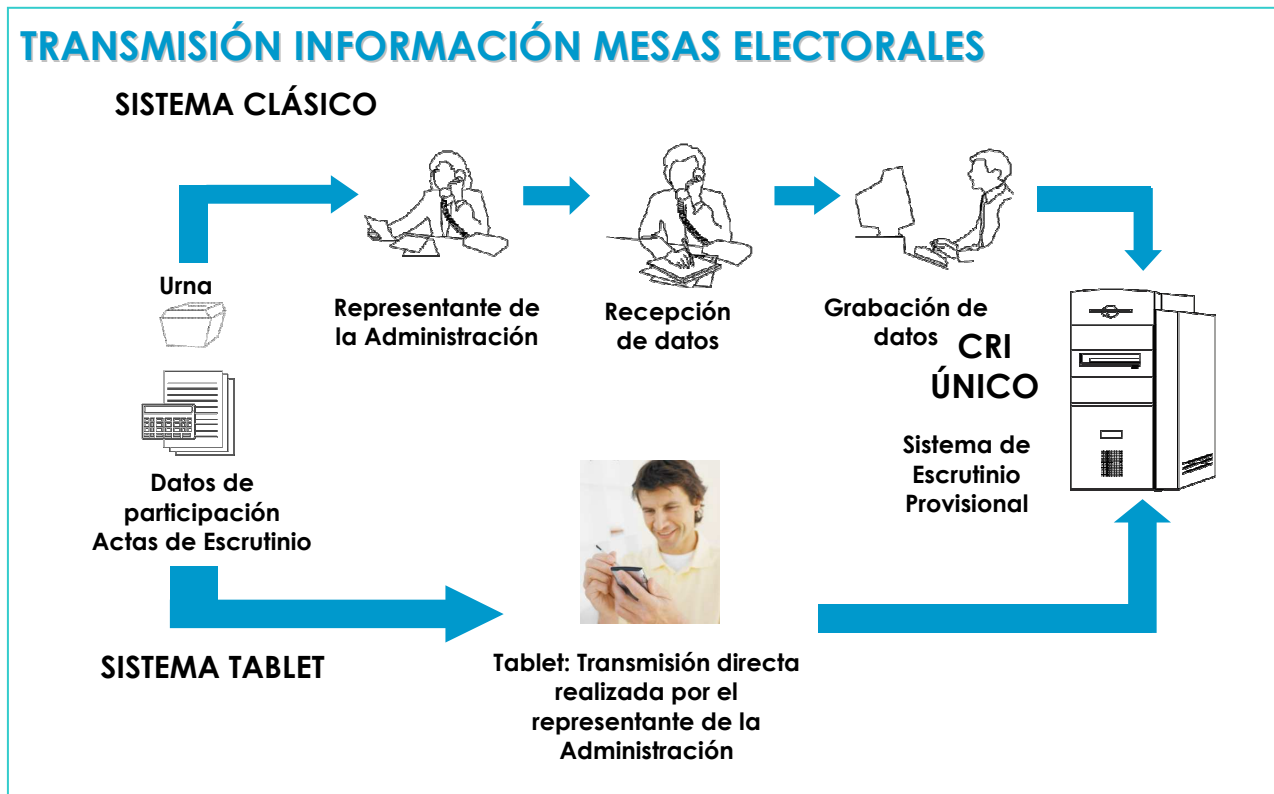 TRANSMISIÓN INFORMACIÓN MESAS ELECTORALES
SISTEMA CLÁSICO
Urna
Representante de
la Administración
Recepción
de datos
Grabación de
datos
CRI
ÚNICO
Sistema de
Escrutinio
Provisional
Datos de
participación
Actas de Escrutinio
SISTEMA TABLET
Tablet: Transmisión directa
realizada por el
representante de la
Administración